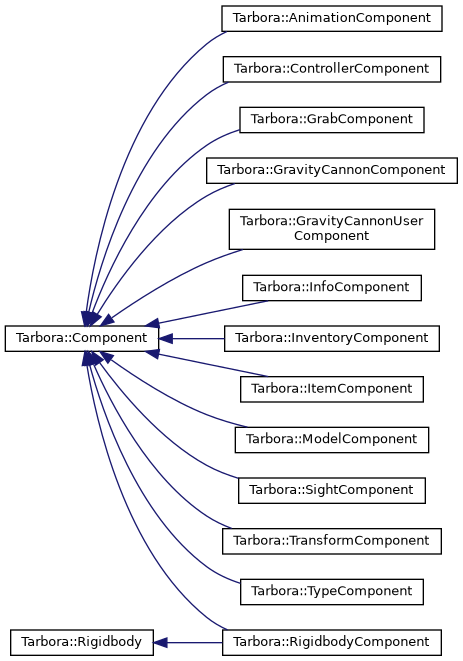 Tarbora::AnimationComponent
Tarbora::ControllerComponent
Tarbora::GrabComponent
Tarbora::GravityCannonComponent
Tarbora::GravityCannonUser
Component
Tarbora::InfoComponent
Tarbora::Component
Tarbora::InventoryComponent
Tarbora::ItemComponent
Tarbora::ModelComponent
Tarbora::SightComponent
Tarbora::TransformComponent
Tarbora::TypeComponent
Tarbora::Rigidbody
Tarbora::RigidbodyComponent